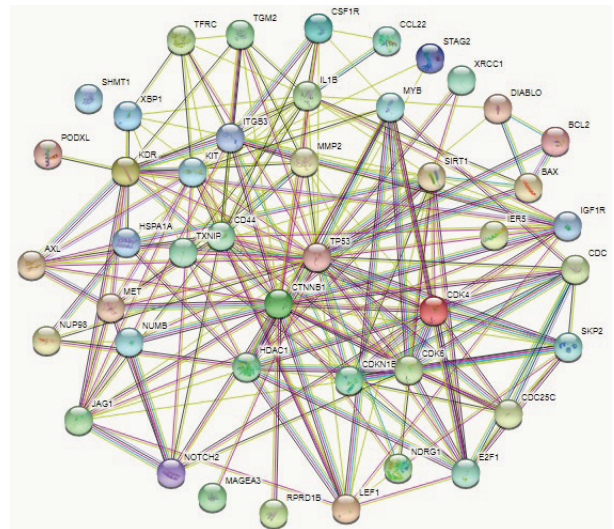 TFRC
TGM2
CSF1R
CCL22
STAG2
SHMT1
XBP1
IL1B
MYB
XRCC1
DIABLO
BCL2
PODXL
KDR
ITGB3
KIT
MMP2
SIRT1
BAX
AXL
HSPA1A
TXNIP
CD44
TP53
IER5
IGF1R
CDC
MET
CTNNB1
CDK4
NUP98
NUMB
HDAC1
CDKN1B
CDK6
SKP2
JAG1
CDC25C
NOTCH2
MAGEA3
RPRD1B
LEF1
NDRG1
E2F1